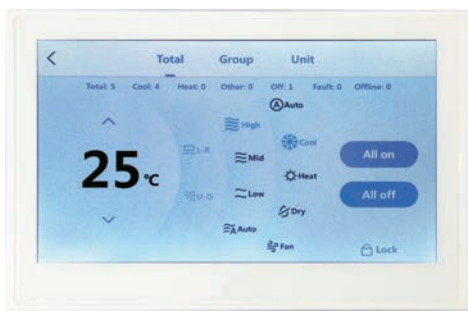 Total Group Unit
Total: 5 Cool: 4 Heat: 0 Other: 0 Off: 1 Fault: 0 Offline: 0
Auto
High
Cool
L-R
Mid
All on
25°C
Heat
Low
All off
U-D
Dry
Auto
Fan
Lock